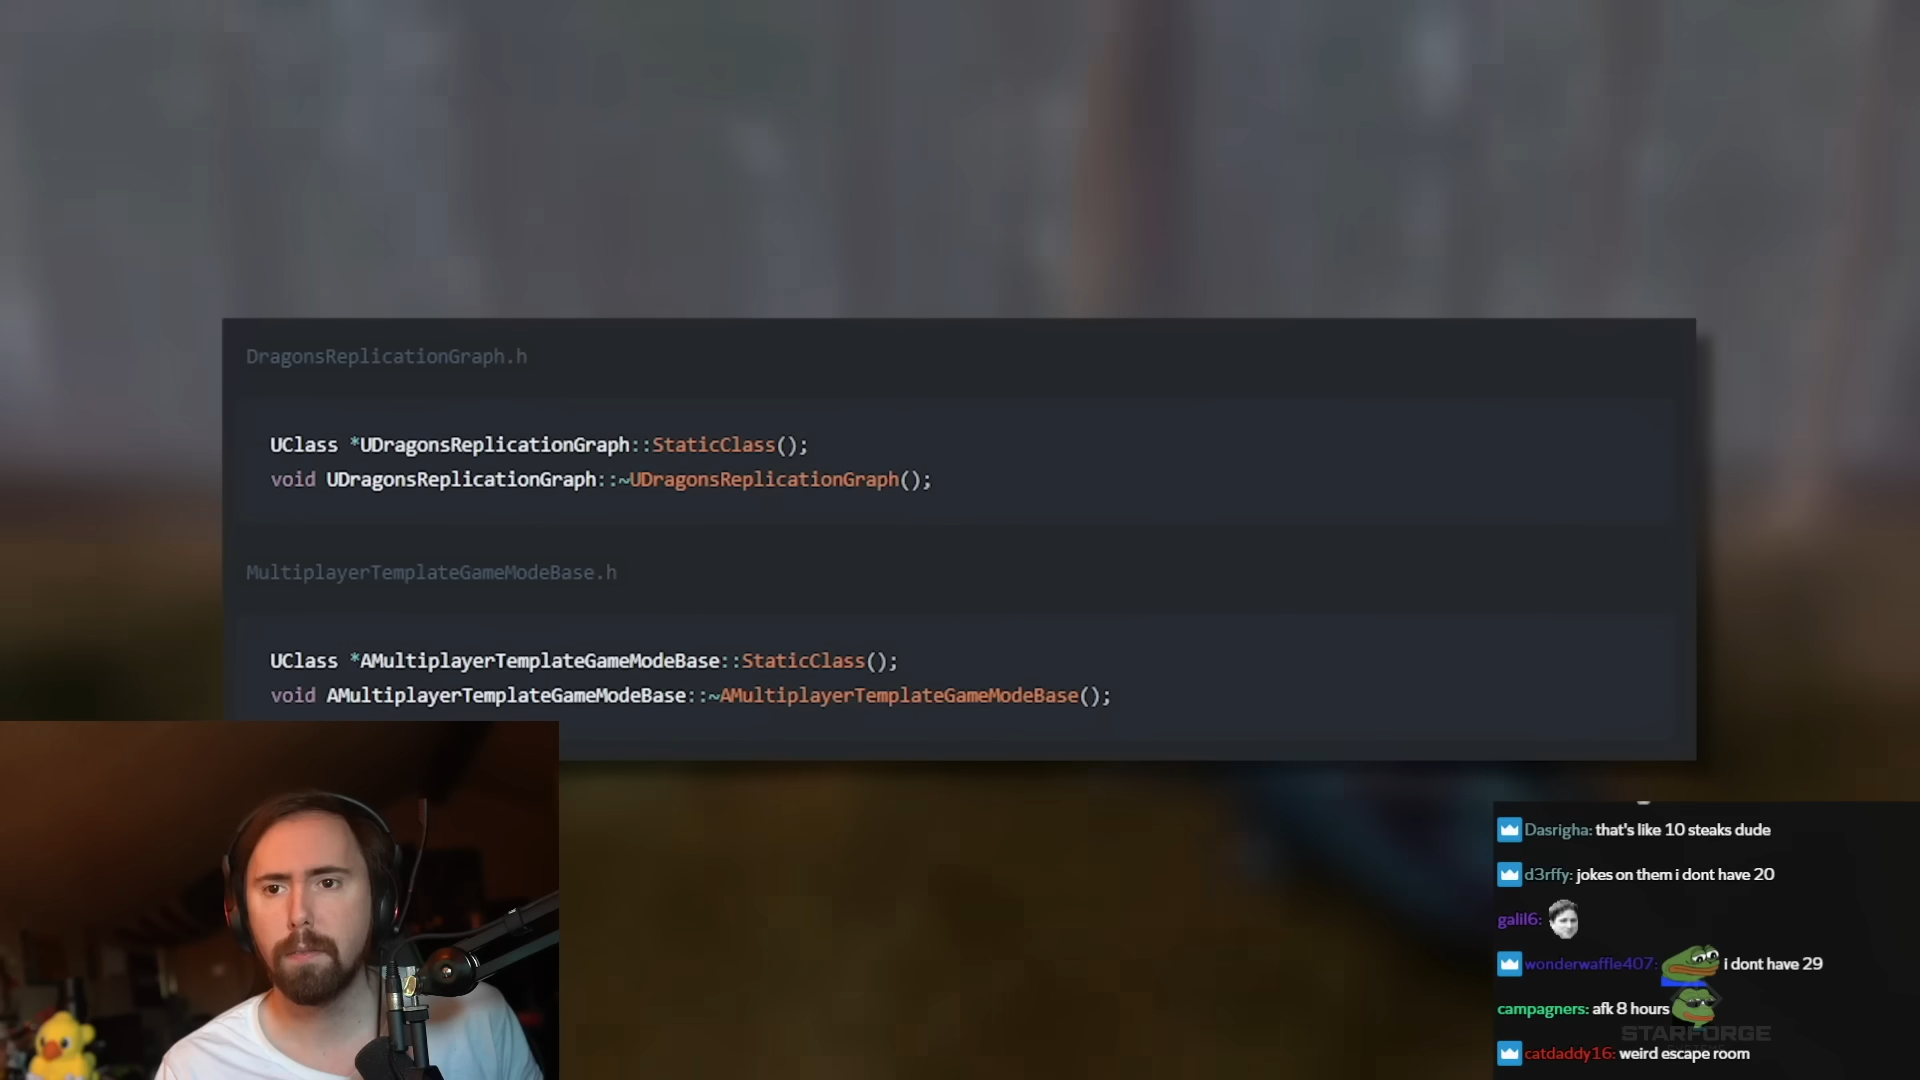 DragonsReplicationGraph.h
UClass *UDragonsReplicationGraph::StaticClass();
void UDragonsReplicationGraph::~UDragonsReplicationGraph();
MultiplayerTemplateGameModeBase.h
UClass *AMultiplayerTemplateGameModeBase::StaticClass();
void AMultiplayerTemplateGameModeBase::~AMultiplayerTemplateGameModeBase();
Dasrigha: that's like 10 steaks dude
d3rffy: jokes on them i dont have 20
galil6:
wonderwaffle407: i dont have 29
campagners: afk 8 hours
STARFORGE
SYSTEMS
catdaddy16: weird escape room